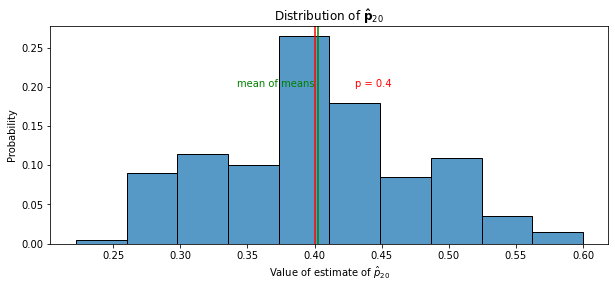 Distribution of p̂₂₀
Probability
0.25
0.20
0.15
0.10
0.05
0.00
mean of means
p = 0.4
0.25 0.30 0.35 0.40 0.45 0.50 0.55 0.60
Value of estimate of p̂₂₀